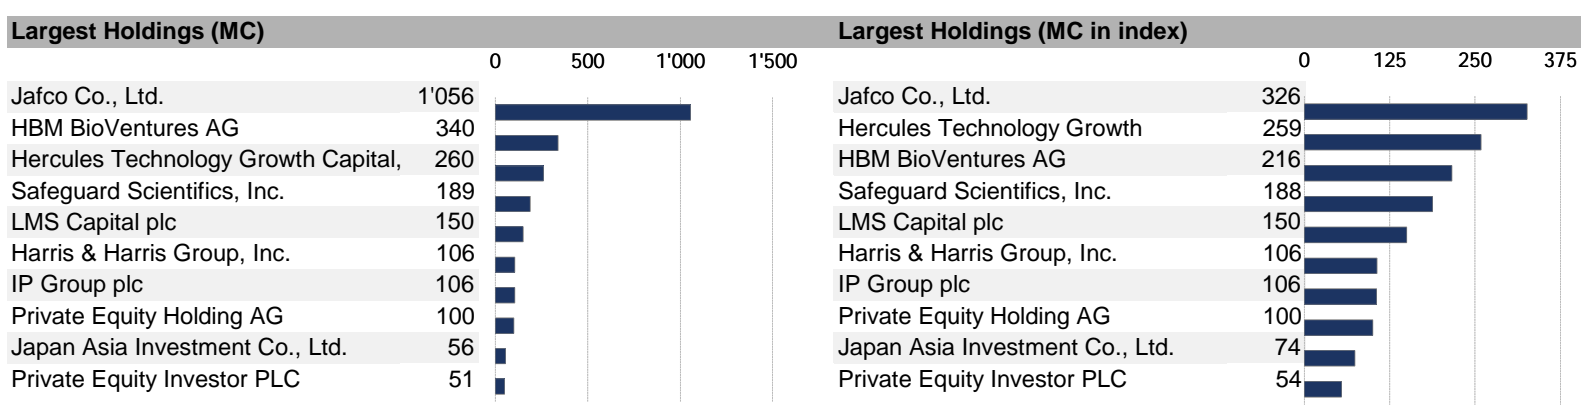 Largest Holdings (MC)
0 500 1'000 1'500
Jafco Co., Ltd. 1'056
HBM BioVentures AG 340
Hercules Technology Growth Capital, 260
Safeguard Scientifics, Inc. 189
LMS Capital plc 150
Harris & Harris Group, Inc. 106
IP Group plc 106
Private Equity Holding AG 100
Japan Asia Investment Co., Ltd. 56
Private Equity Investor PLC 51
Largest Holdings (MC in index)
0 125 250 375
Jafco Co., Ltd. 326
Hercules Technology Growth 259
HBM BioVentures AG 216
Safeguard Scientifics, Inc. 188
LMS Capital plc 150
Harris & Harris Group, Inc. 106
IP Group plc 106
Private Equity Holding AG 100
Japan Asia Investment Co., Ltd. 74
Private Equity Investor PLC 54